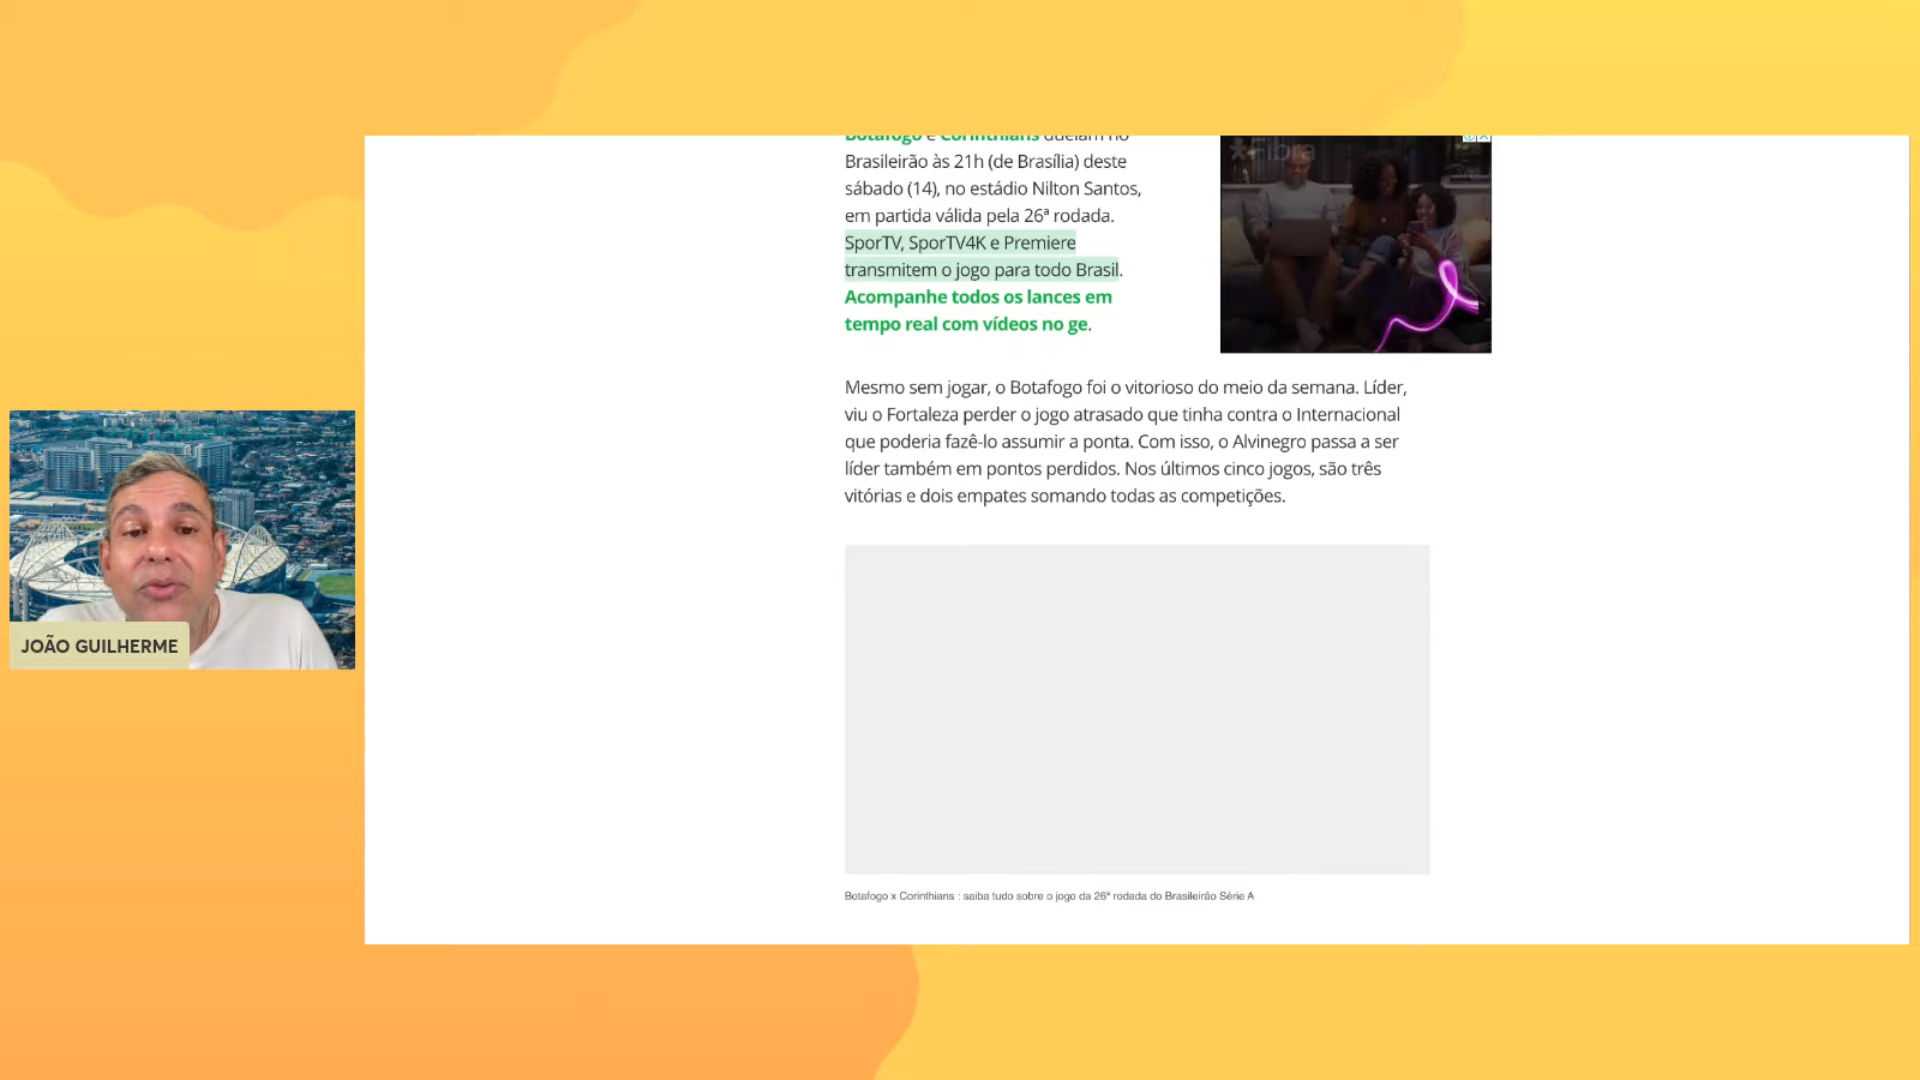 Botafogo e Corinthians duelam no
Brasileirão às 21h (de Brasília) deste
sábado (14), no estádio Nilton Santos,
em partida válida pela 26ª rodada.
SporTV, SporTV4K e Premiere
transmitem o jogo para todo Brasil.
Acompanhe todos os lances em
tempo real com vídeos no ge.
Fibra
Mesmo sem jogar, o Botafogo foi o vitorioso do meio da semana. Líder,
viu o Fortaleza perder o jogo atrasado que tinha contra o Internacional
que poderia fazê-lo assumir a ponta. Com isso, o Alvinegro passa a ser
líder também em pontos perdidos. Nos últimos cinco jogos, são três
vitórias e dois empates somando todas as competições.
JOÃO GUILHERME
Botafogo x Corinthians : saiba tudo sobre o jogo da 26ª rodada do Brasileirão Série A